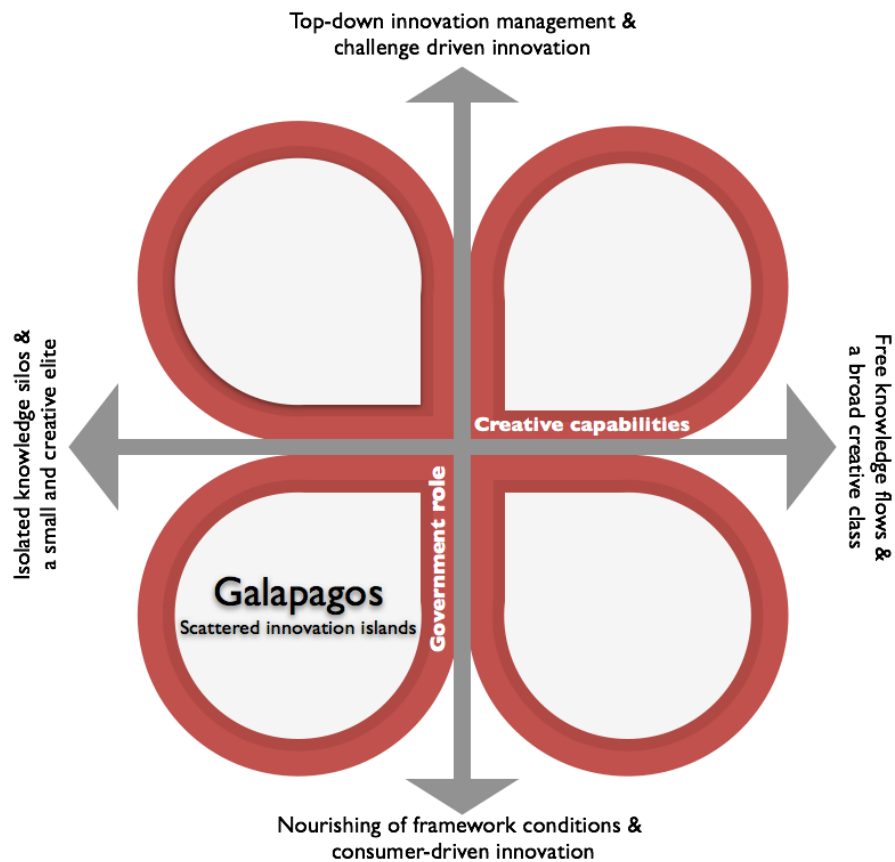 Top-down innovation management &
challenge driven innovation
Isolated knowledge silos &
a small and creative elite
Free knowledge flows &
a broad creative class
Creative capabilities
Government role
Galapagos
Scattered innovation islands
Nourishing of framework conditions &
consumer-driven innovation